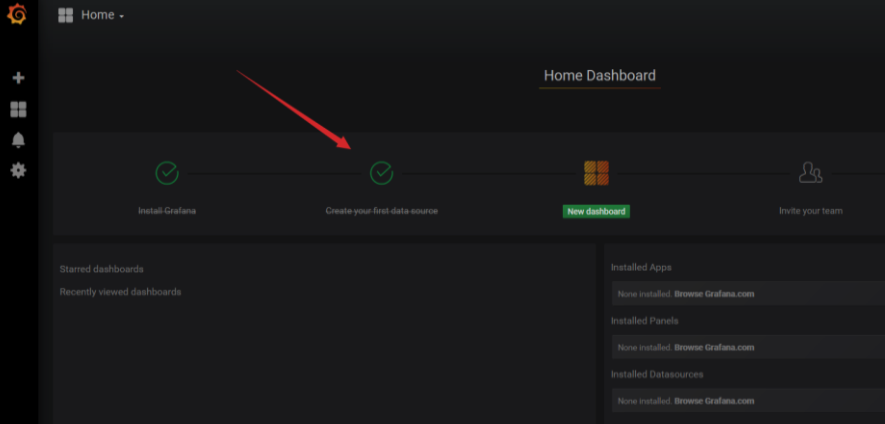 Home
Home Dashboard
Install Grafana
Create your first data source
New dashboard
Invite your team
Starred dashboards
Recently viewed dashboards
Installed Apps
None installed. Browse Grafana.com
Installed Panels
None installed. Browse Grafana.com
Installed Datasources
None installed. Browse Grafana.com